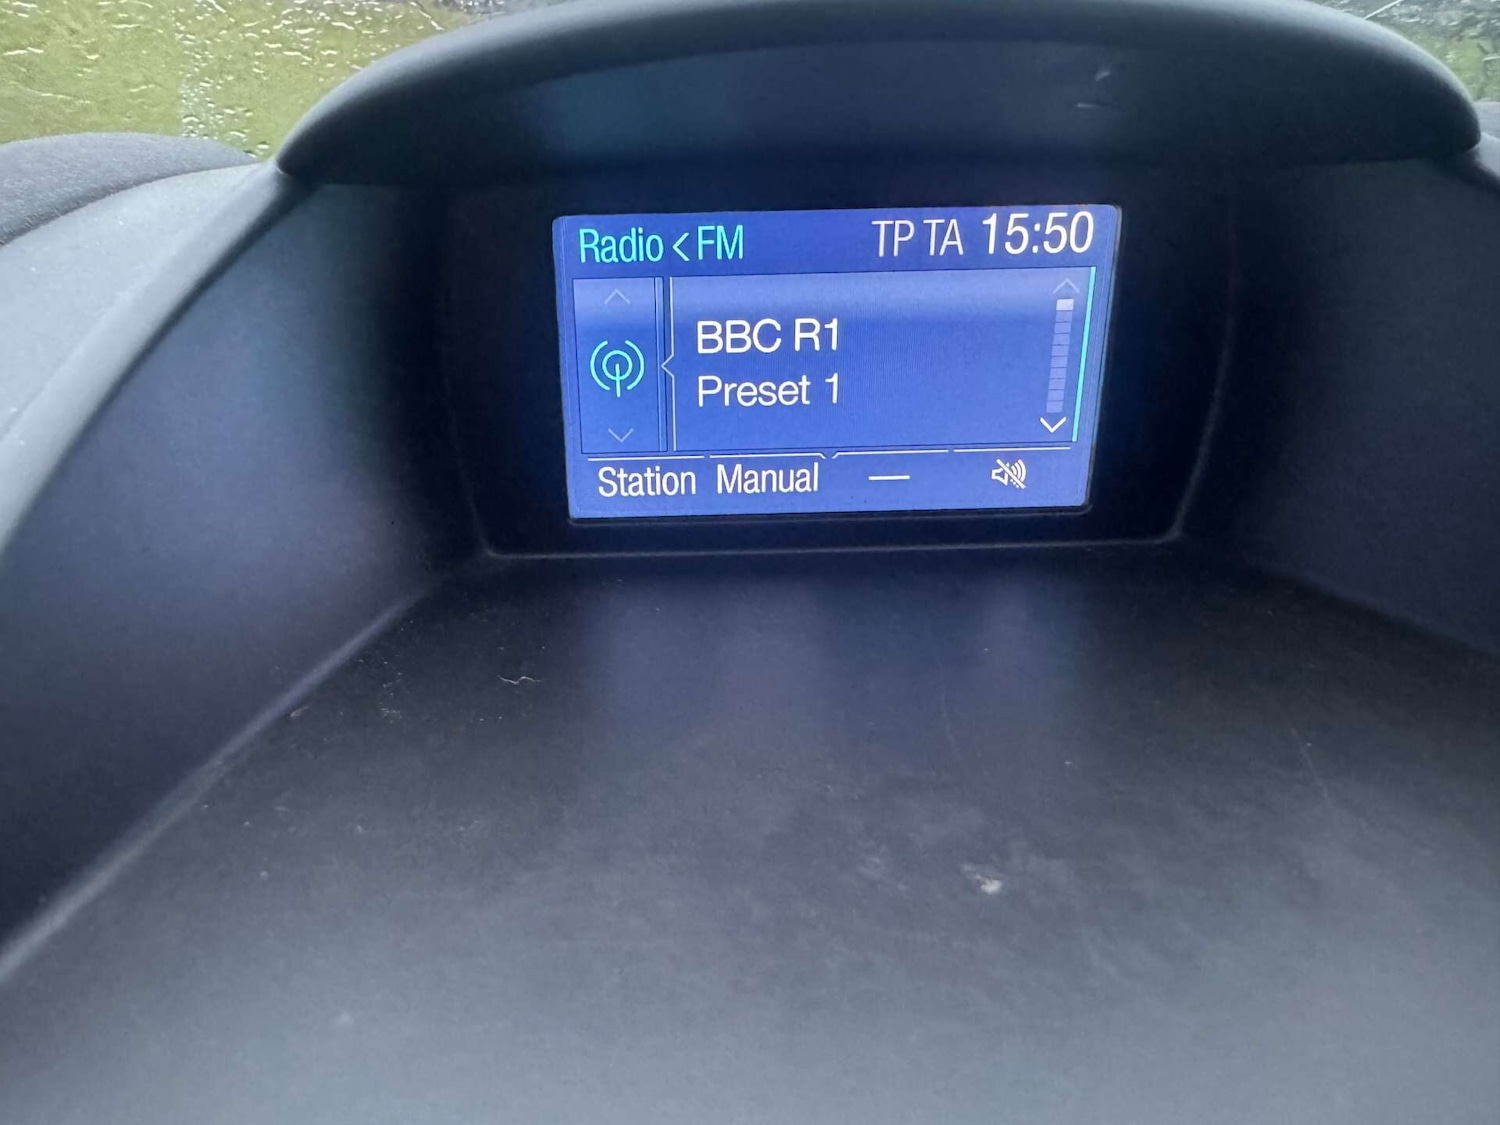 Radio < FM TP TA 15:50
BBC R1
Preset 1
Station Manual —